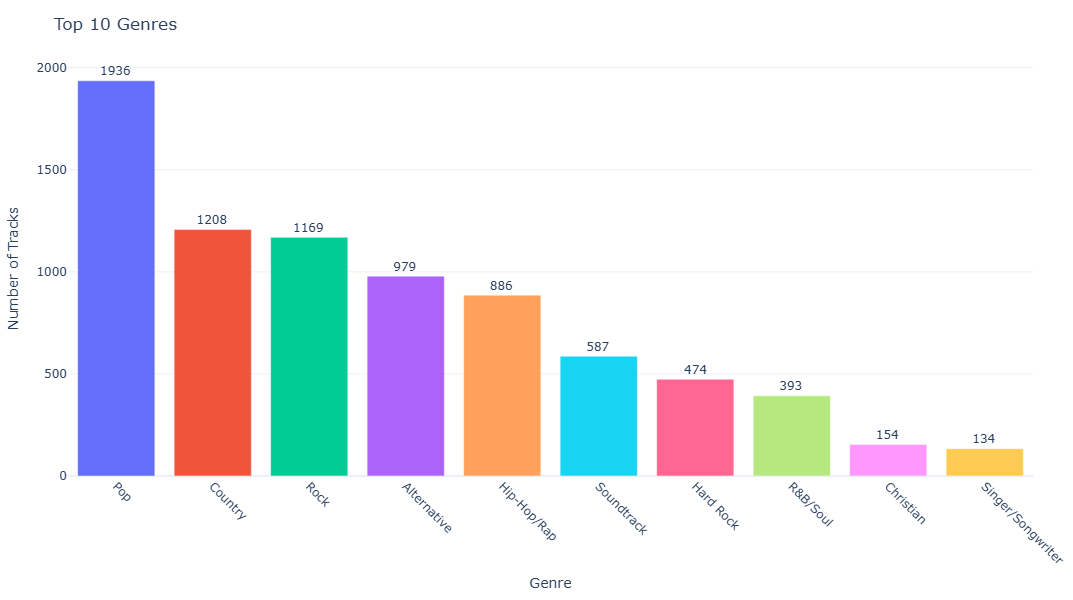 Top 10 Genres
Number of Tracks
2000
1500
1000
500
0
1936
1208
1169
979
886
587
474
393
154
134
Pop
Country
Rock
Alternative
Hip-Hop/Rap
Soundtrack
Hard Rock
R&B/Soul
Christian
Singer/Songwriter
Genre